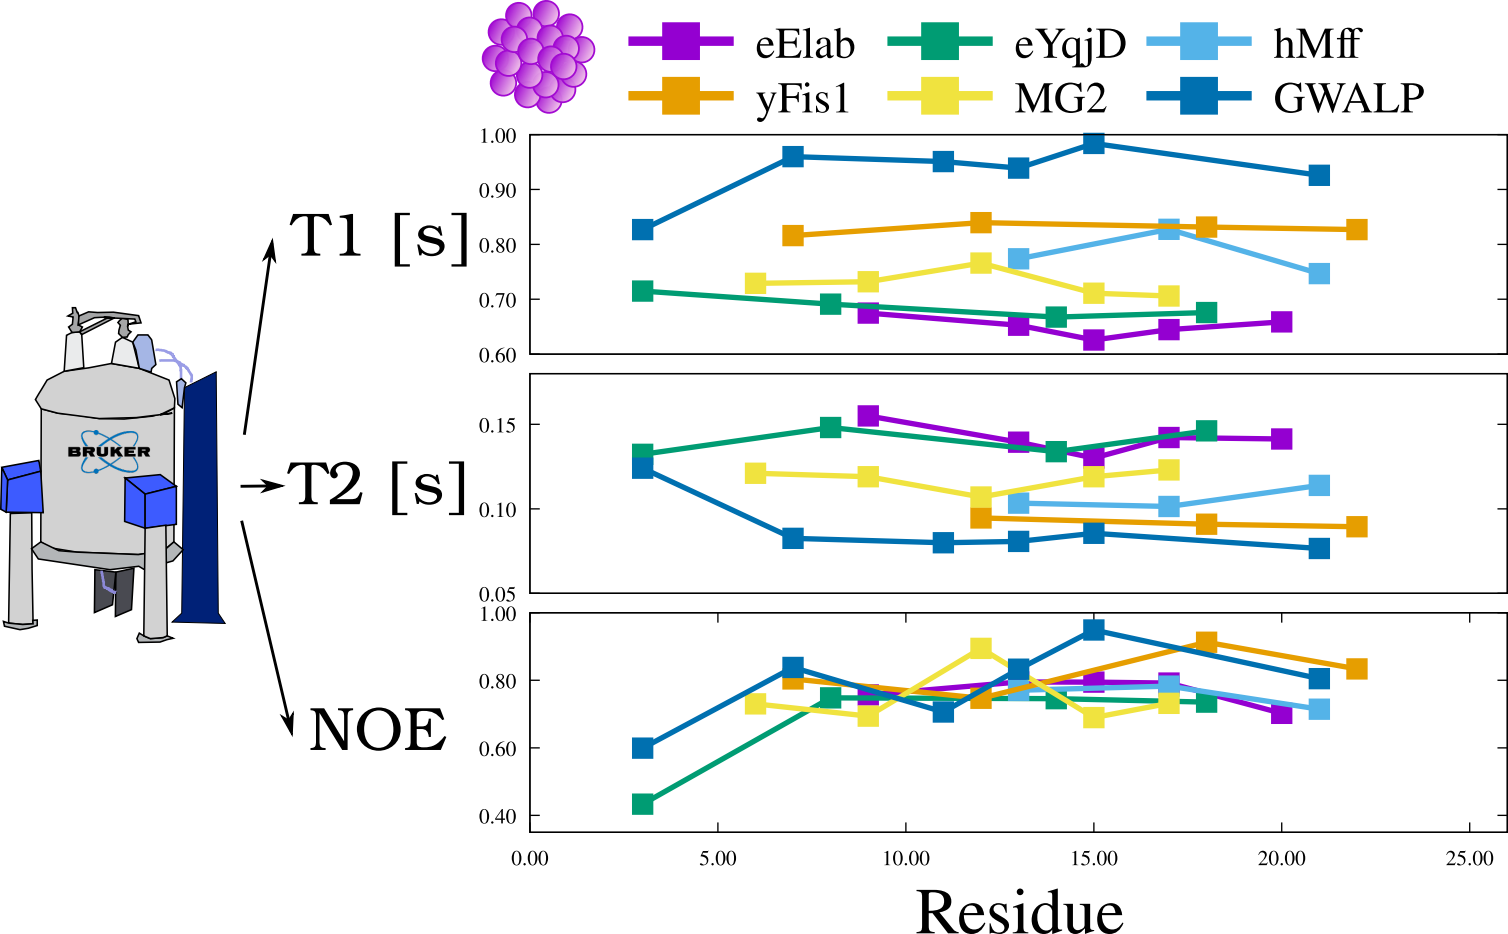 eElab eYqjD hMff
yFis1 MG2 GWALP
1.00
0.90
0.80
0.70
0.60
T1 [s]
0.15
0.10
0.05
T2 [s]
BRUKER
1.00
0.80
0.60
0.40
NOE
0.00 5.00 10.00 15.00 20.00 25.00
Residue